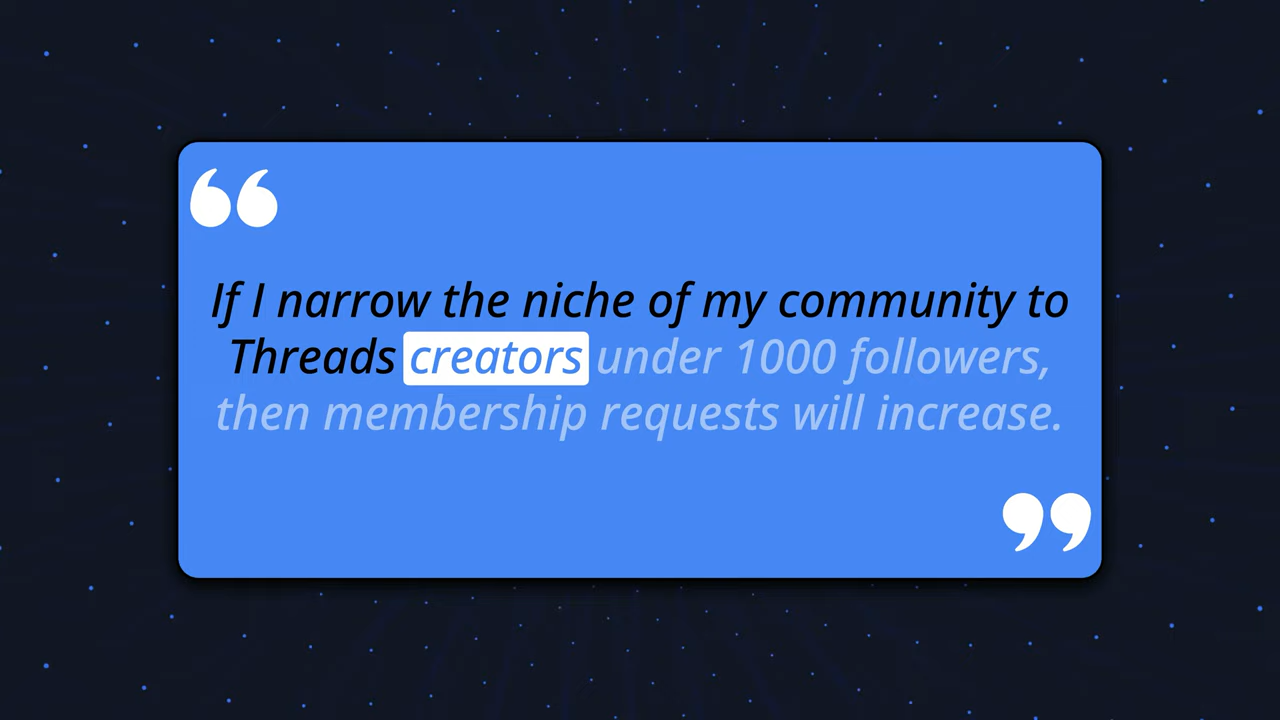 “
If I narrow the niche of my community to
Threads creators under 1000 followers,
then membership requests will increase.
”